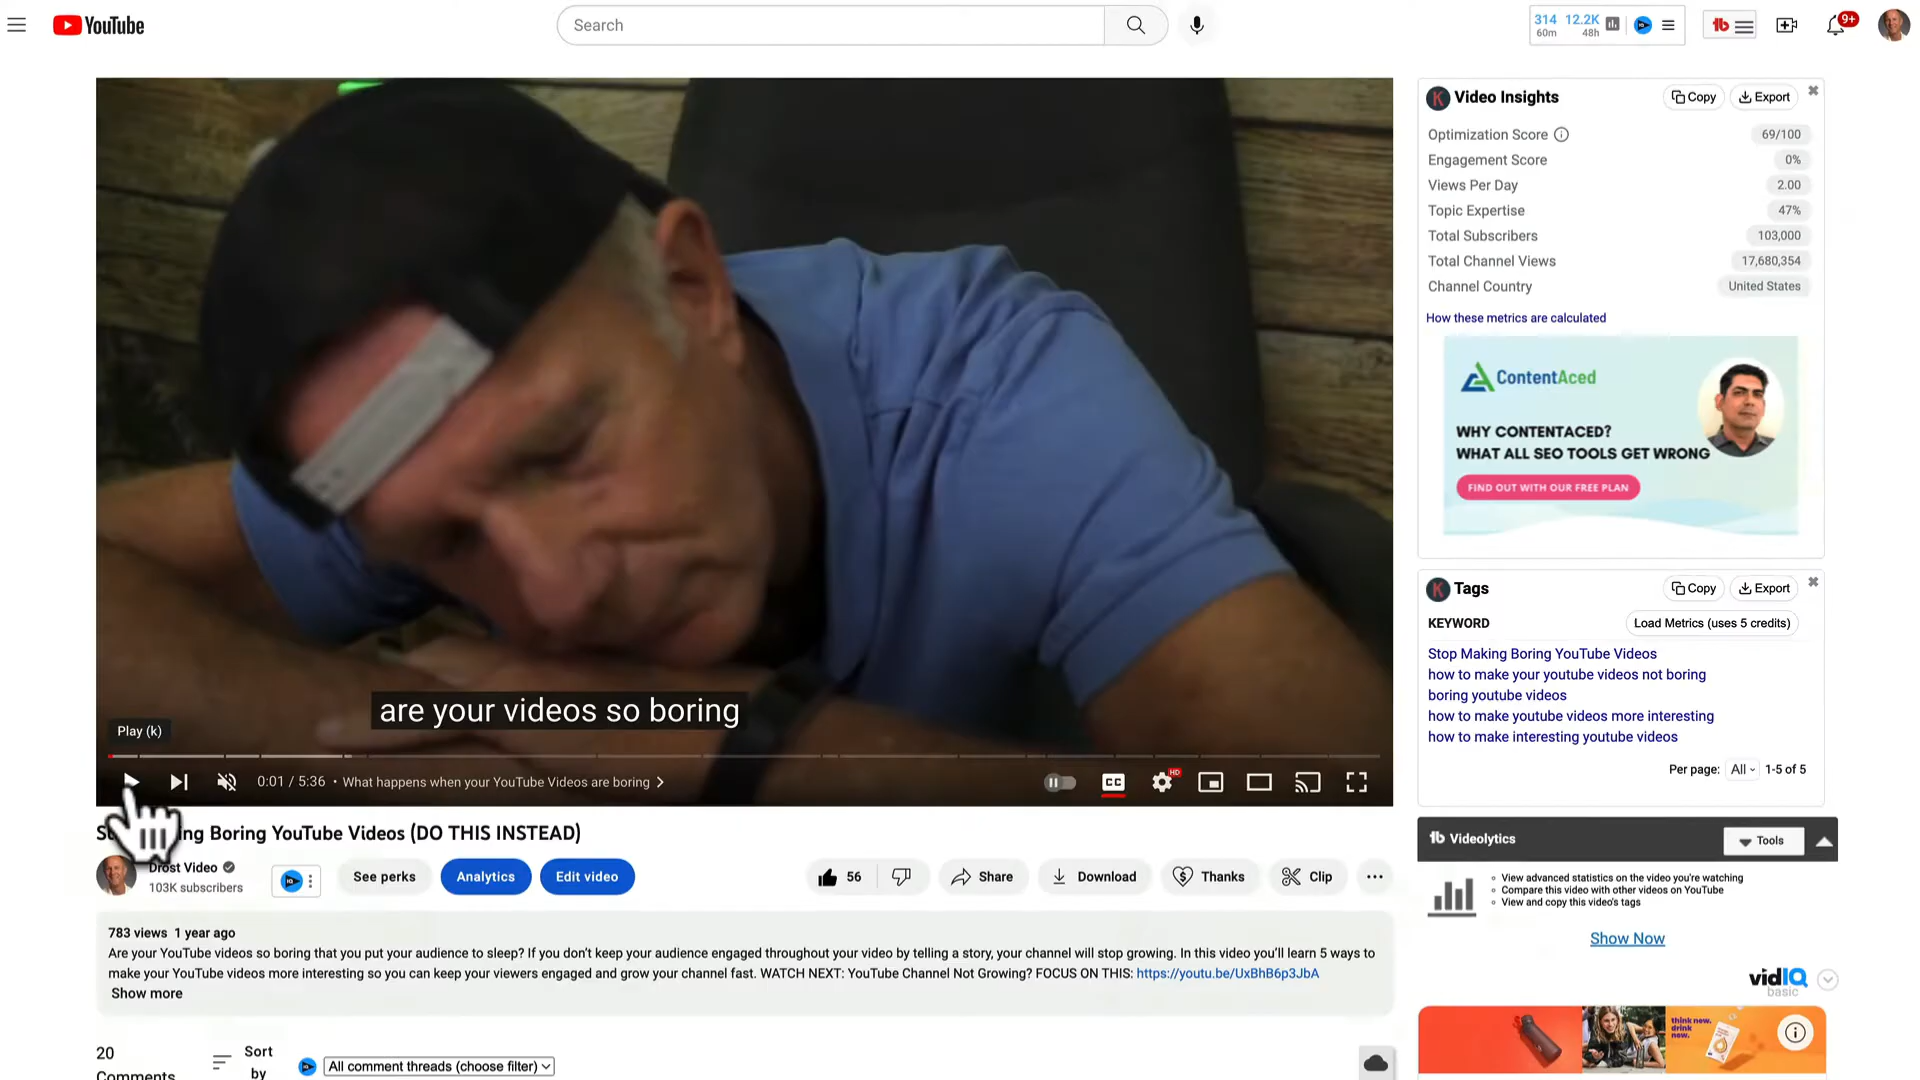 YouTube
Search
314
60m
12.2K
48h
9+
are your videos so boring
Play (k)
0:01 / 5:36 • What happens when your YouTube Videos are boring
CC
HD
ing Boring YouTube Videos (DO THIS INSTEAD)
Drost Video
103K subscribers
See perks
Analytics
Edit video
56
Share
Download
Thanks
Clip
783 views 1 year ago
Are your YouTube videos so boring that you put your audience to sleep? If you don't keep your audience engaged throughout your video by telling a story, your channel will stop growing. In this video you'll learn 5 ways to
make your YouTube videos more interesting so you can keep your viewers engaged and grow your channel fast. WATCH NEXT: YouTube Channel Not Growing? FOCUS ON THIS: https://youtu.be/UxBhB6p3JbA
Show more
20
Comments
Sort
by
All comment threads (choose filter)
K Video Insights
Copy
Export
Optimization Score 69/100
Engagement Score 0%
Views Per Day 2.00
Topic Expertise 47%
Total Subscribers 103,000
Total Channel Views 17,680,354
Channel Country United States
How these metrics are calculated
ContentAced
WHY CONTENTACED?
WHAT ALL SEO TOOLS GET WRONG
FIND OUT WITH OUR FREE PLAN
K Tags
Copy
Export
KEYWORD
Load Metrics (uses 5 credits)
Stop Making Boring YouTube Videos
how to make your youtube videos not boring
boring youtube videos
how to make youtube videos more interesting
how to make interesting youtube videos
Per page: All 1-5 of 5
tb Videolytics
Tools
View advanced statistics on the video you're watching
Compare this video with other videos on YouTube
View and copy this video's tags
Show Now
vidIQ
basic
think now.
drink
now.